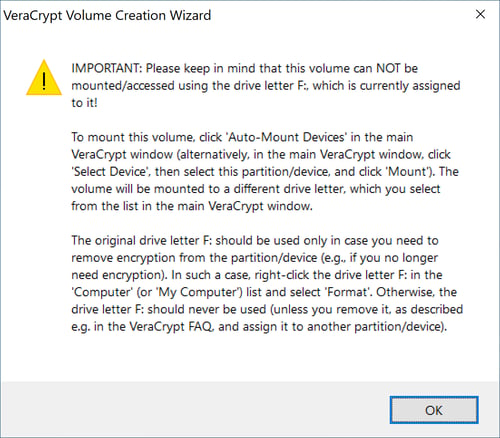 VeraCrypt Volume Creation Wizard
IMPORTANT: Please keep in mind that this volume can NOT be
mounted/accessed using the drive letter F:, which is currently assigned
to it!
To mount this volume, click 'Auto-Mount Devices' in the main
VeraCrypt window (alternatively, in the main VeraCrypt window, click
'Select Device', then select this partition/device, and click 'Mount'). The
volume will be mounted to a different drive letter, which you select
from the list in the main VeraCrypt window.
The original drive letter F: should be used only in case you need to
remove encryption from the partition/device (e.g., if you no longer
need encryption). In such a case, right-click the drive letter F: in the
'Computer' (or 'My Computer') list and select 'Format'. Otherwise, the
drive letter F: should never be used (unless you remove it, as described
e.g. in the VeraCrypt FAQ, and assign it to another partition/device).
OK